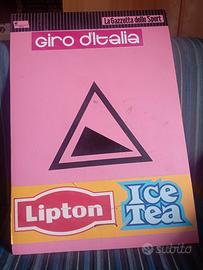 La Gazzetta dello Sport
GIRO D'ITALIA
Lipton
ICE
TEA
subito